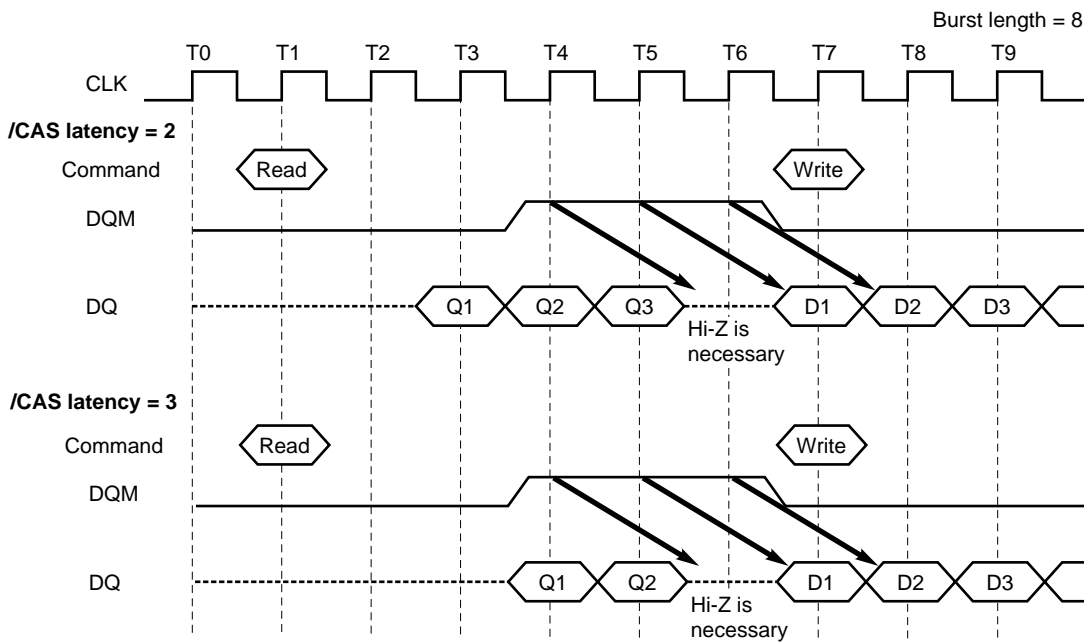 Burst length = 8
T0 T1 T2 T3 T4 T5 T6 T7 T8 T9
CLK
/CAS latency = 2
Command Read Write
DQM
DQ Q1 Q2 Q3 D1 D2 D3
Hi-Z is
necessary
/CAS latency = 3
Command Read Write
DQM
DQ Q1 Q2 D1 D2 D3
Hi-Z is
necessary